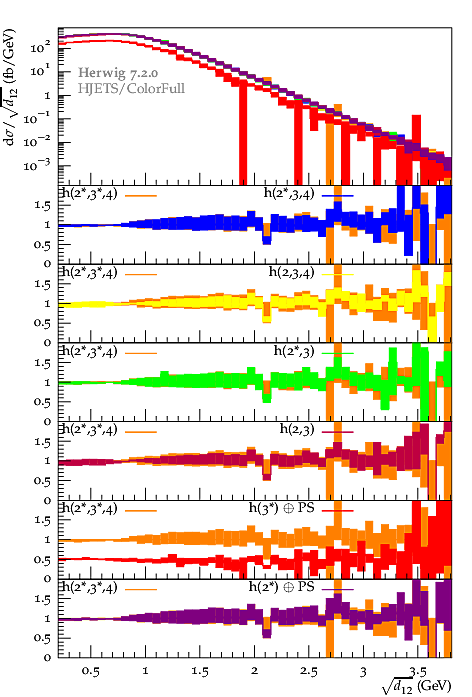 dσ/√d₁₂ (fb/GeV)
10² 10 1 10⁻¹ 10⁻² 10⁻³
Herwig 7.2.0
HJETS/ColorFull
h(2*,3*,4) h(2*,3,4)
1.5 1 0.5 0
h(2*,3*,4) h(2,3,4)
1.5 1 0.5 0
h(2*,3*,4) h(2*,3)
1.5 1 0.5 0
h(2*,3*,4) h(2,3)
1.5 1 0.5 0
h(2*,3*,4) h(3*) ⊕ PS
1.5 1 0.5 0
h(2*,3*,4) h(2*) ⊕ PS
1.5 1 0.5 0
0.5 1 1.5 2 2.5 3 3.5
√d₁₂ (GeV)